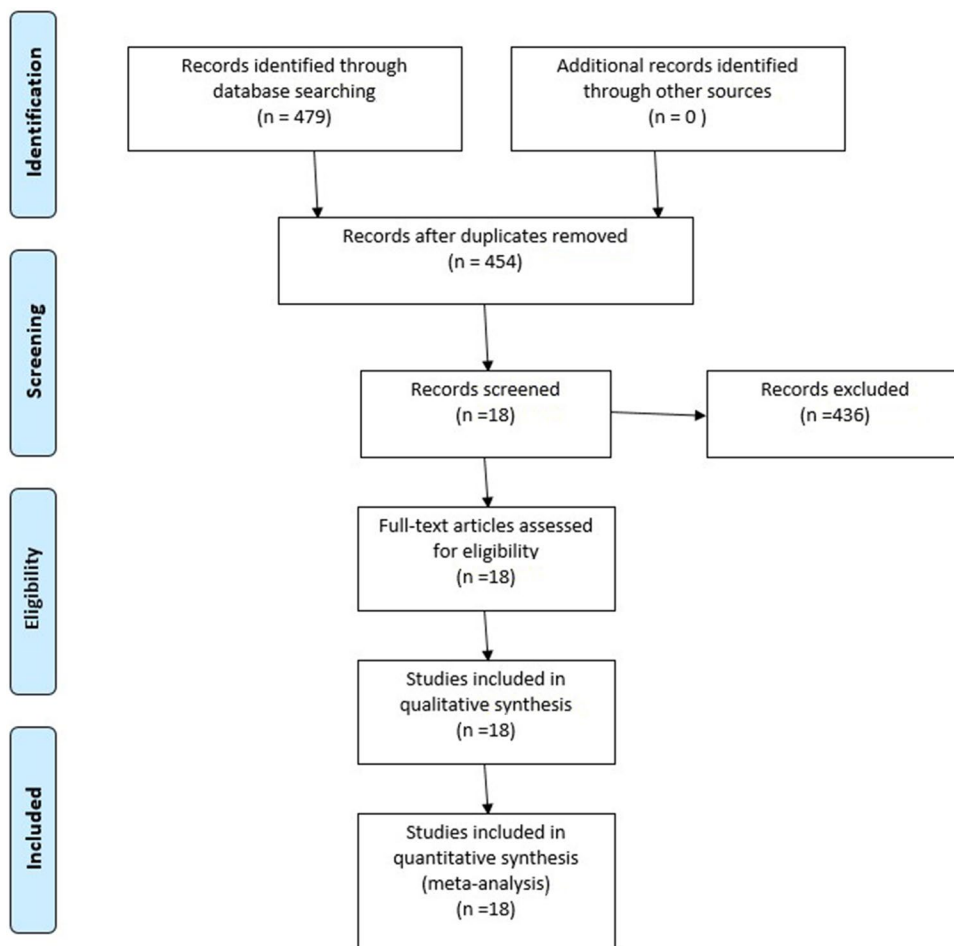 Identification
Records identified through
database searching
(n = 479)
Additional records identified
through other sources
(n = 0 )
Records after duplicates removed
(n = 454)
Screening
Records screened
(n =18)
Records excluded
(n =436)
Eligibility
Full-text articles assessed
for eligibility
(n =18)
Studies included in
qualitative synthesis
(n =18)
Included
Studies included in
quantitative synthesis
(meta-analysis)
(n =18)